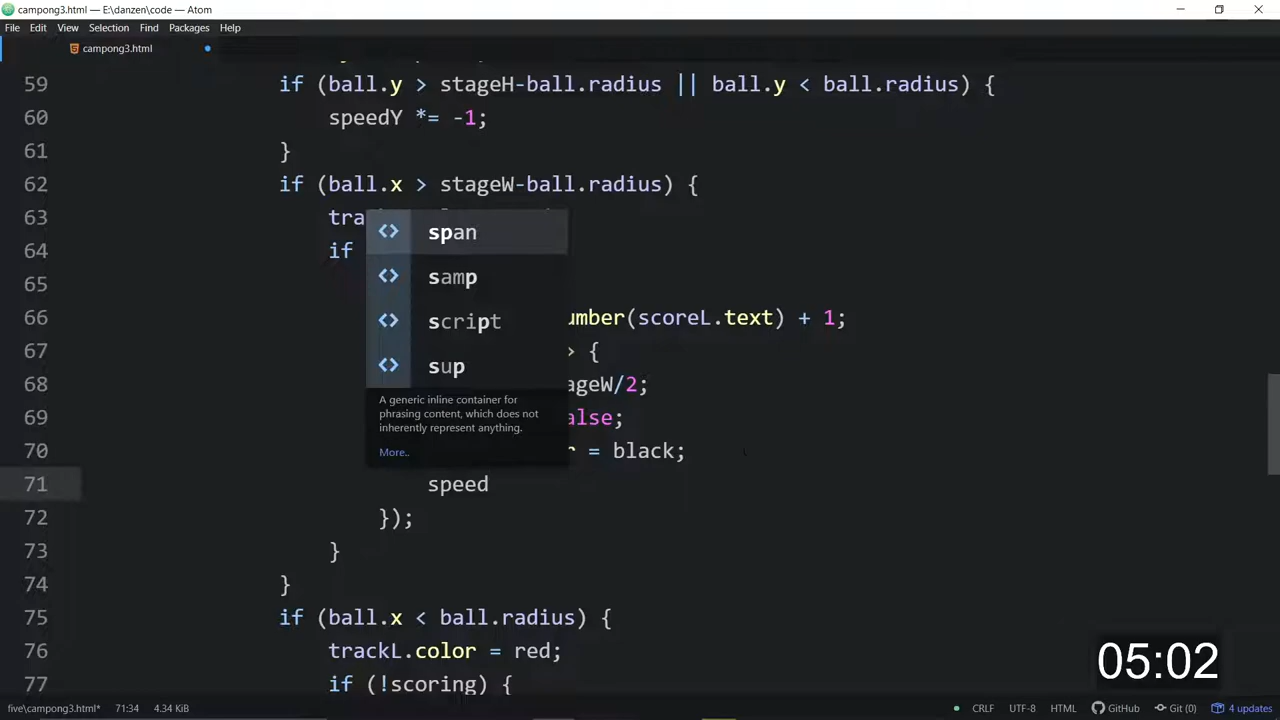 campong3.html — E:\danzen\code — Atom
File Edit View Selection Find Packages Help
campong3.html
59 if (ball.y > stageH-ball.radius || ball.y < ball.radius) {
60 speedY *= -1;
61 }
62 if (ball.x > stageW-ball.radius) {
63 tra
64 if
65
66 umber(scoreL.text) + 1;
67 > {
68 ageW/2;
69 alse;
70 = black;
71 speed
72 });
73 }
74 }
75 if (ball.x < ball.radius) {
76 trackL.color = red;
77 if (!scoring) {
<> span
<> samp
<> script
<> sup
A generic inline container for
phrasing content, which does not
inherently represent anything.
More..
05:02
five\campong3.html* 71:34 4.34 KiB CRLF UTF-8 HTML GitHub Git (0) 4 updates